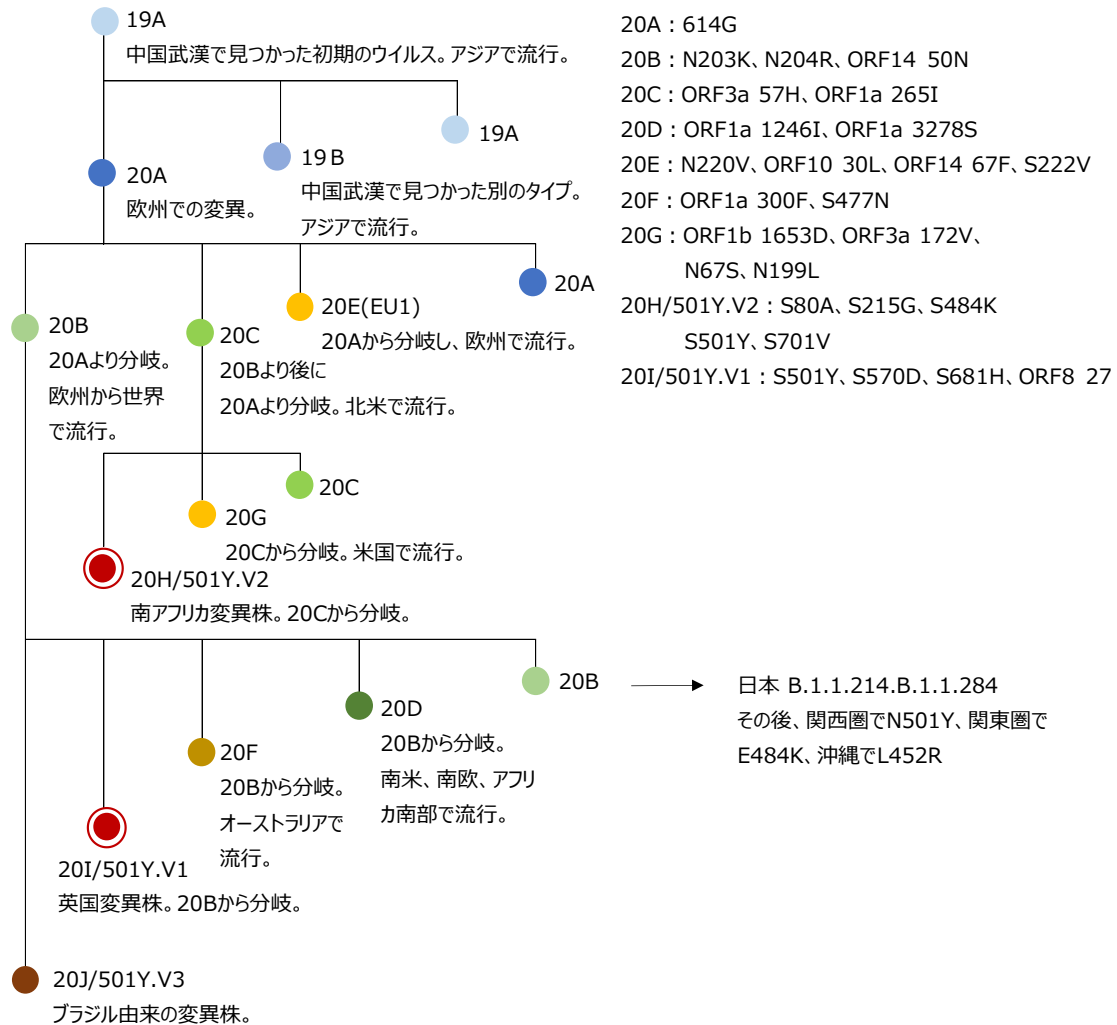 19A
中国武漢で見つかった初期のウイルス。アジアで流行。
19A
19Ｂ
中国武漢で見つかった別のタイプ。
アジアで流行。
20A
欧州での変異。
20A
20E(EU1)
20Aから分岐し、欧州で流行。
20B
20Aより分岐。
欧州から世界
で流行。
20C
20Bより後に
20Aより分岐。北米で流行。
20C
20G
20Cから分岐。米国で流行。
20H/501Y.V2
南アフリカ変異株。20Cから分岐。
20B
20D
20Bから分岐。
南米、南欧、アフリ
カ南部で流行。
20F
20Bから分岐。
オーストラリアで
流行。
20I/501Y.V1
英国変異株。20Bから分岐。
20J/501Y.V3
ブラジル由来の変異株。
20A：614G
20B：N203K、N204R、ORF14 50N
20C：ORF3a 57H、ORF1a 265I
20D：ORF1a 1246I、ORF1a 3278S
20E：N220V、ORF10 30L、ORF14 67F、S222V
20F：ORF1a 300F、S477N
20G：ORF1b 1653D、ORF3a 172V、
N67S、N199L
20H/501Y.V2：S80A、S215G、S484K
S501Y、S701V
20I/501Y.V1：S501Y、S570D、S681H、ORF8 27
日本 B.1.1.214.B.1.1.284
その後、関西圏でN501Y、関東圏で
E484K、沖縄でL452R